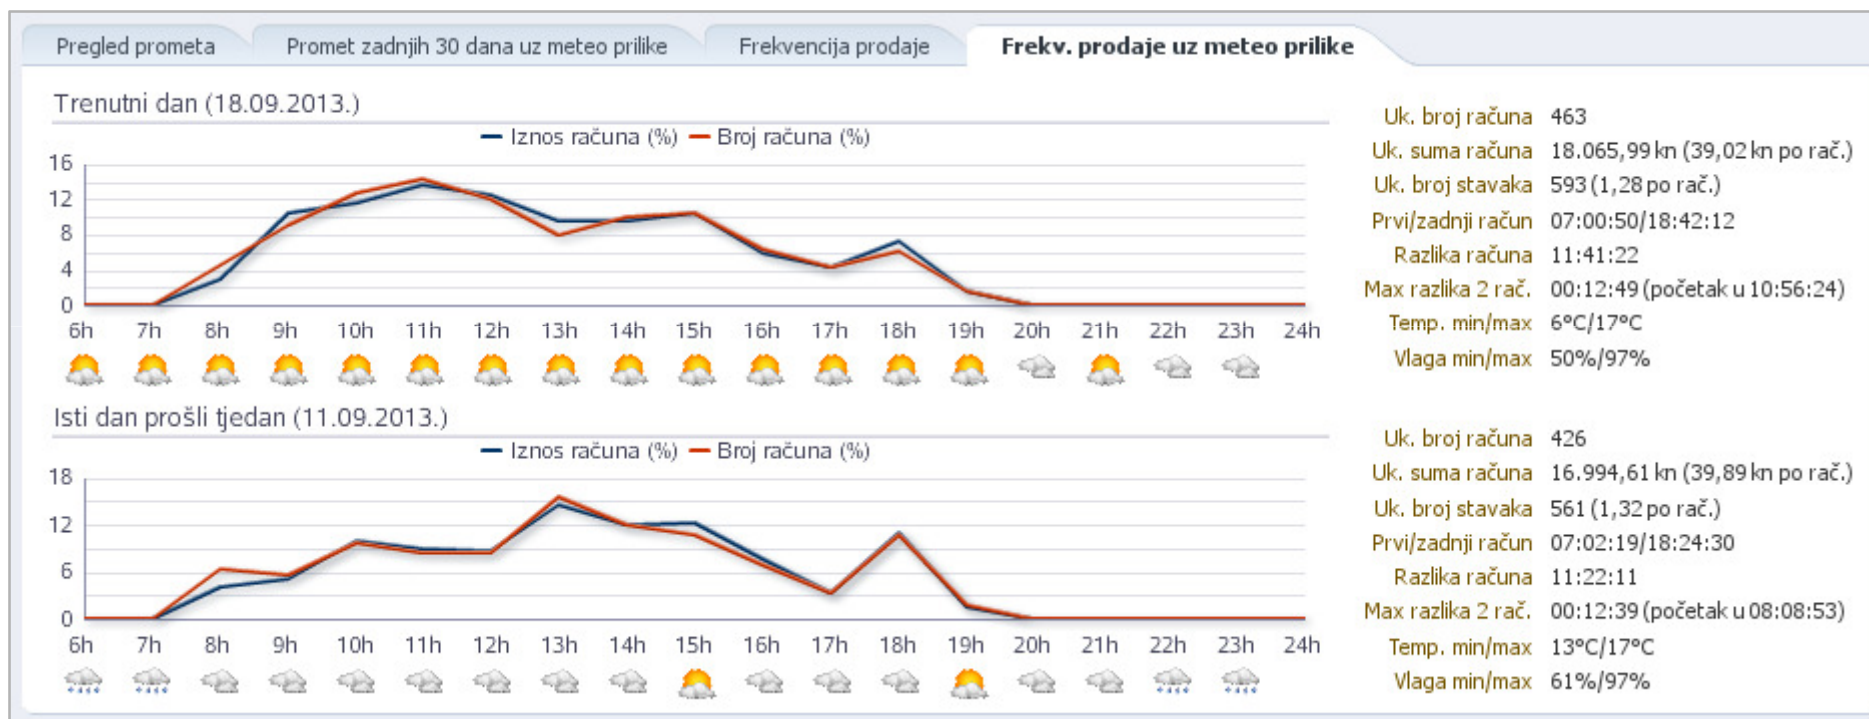 Pregled prometa Promet zadnjih 30 dana uz meteo prilike Frekvencija prodaje Frekv. prodaje uz meteo prilike
Trenutni dan (18.09.2013.)
Iznos računa (%) Broj računa (%)
16
12
8
4
0
6h 7h 8h 9h 10h 11h 12h 13h 14h 15h 16h 17h 18h 19h 20h 21h 22h 23h 24h
Uk. broj računa 463
Uk. suma računa 18.065,99 kn (39,02 kn po rač.)
Uk. broj stavaka 593 (1,28 po rač.)
Prvi/zadnji račun 07:00:50/18:42:12
Razlika računa 11:41:22
Max razlika 2 rač. 00:12:49 (početak u 10:56:24)
Temp. min/max 6°C/17°C
Vlaga min/max 50%/97%
Isti dan prošli tjedan (11.09.2013.)
Iznos računa (%) Broj računa (%)
18
12
6
0
6h 7h 8h 9h 10h 11h 12h 13h 14h 15h 16h 17h 18h 19h 20h 21h 22h 23h 24h
Uk. broj računa 426
Uk. suma računa 16.994,61 kn (39,89 kn po rač.)
Uk. broj stavaka 561 (1,32 po rač.)
Prvi/zadnji račun 07:02:19/18:24:30
Razlika računa 11:22:11
Max razlika 2 rač. 00:12:39 (početak u 08:08:53)
Temp. min/max 13°C/17°C
Vlaga min/max 61%/97%